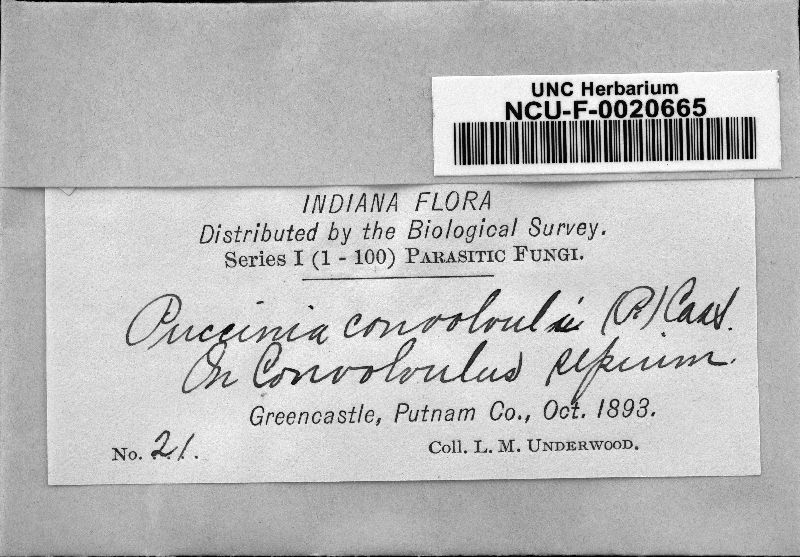 UNC Herbarium
NCU-F-0020665
INDIANA FLORA
Distributed by the Biological Survey.
Series I (1 - 100) PARASITIC FUNGI.
Puccinia convolvuli (P.) Cast.
On Convolvulus sepium.
Greencastle, Putnam Co., Oct. 1893.
No. 21.
Coll. L. M. UNDERWOOD.